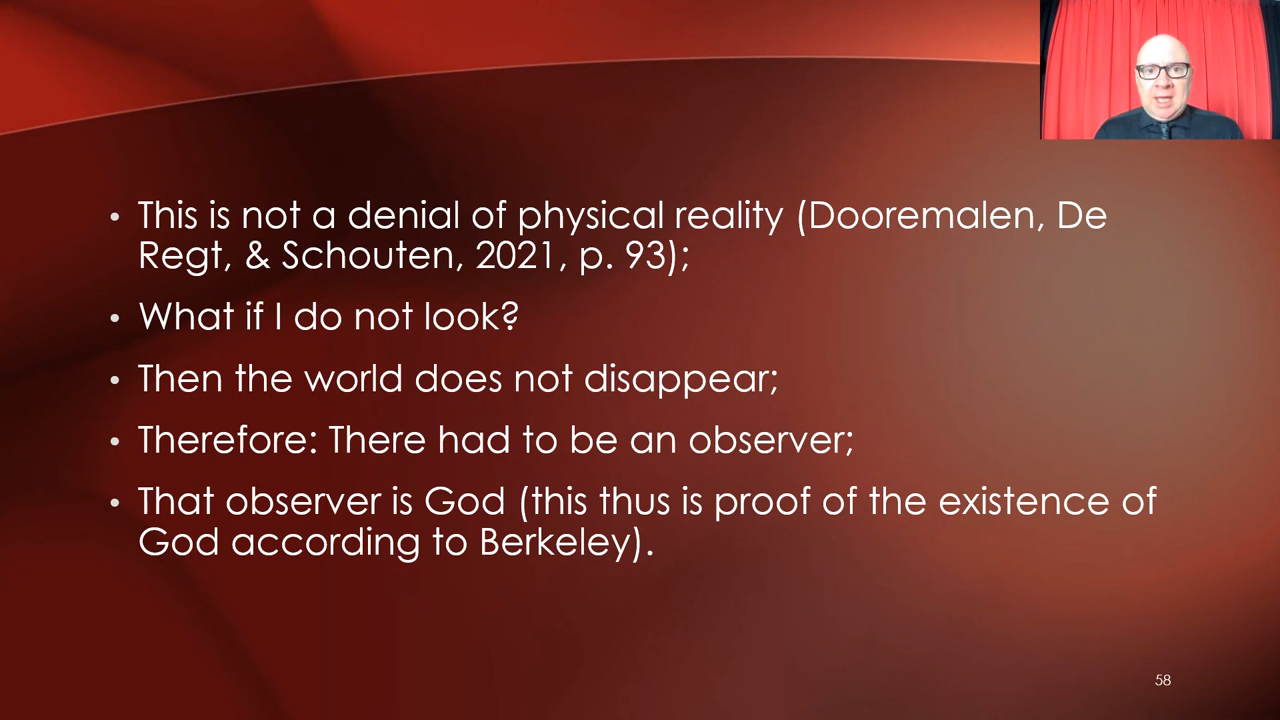 • This is not a denial of physical reality (Dooremalen, De
Regt, & Schouten, 2021, p. 93);
• What if I do not look?
• Then the world does not disappear;
• Therefore: There had to be an observer;
• That observer is God (this thus is proof of the existence of
God according to Berkeley).
58